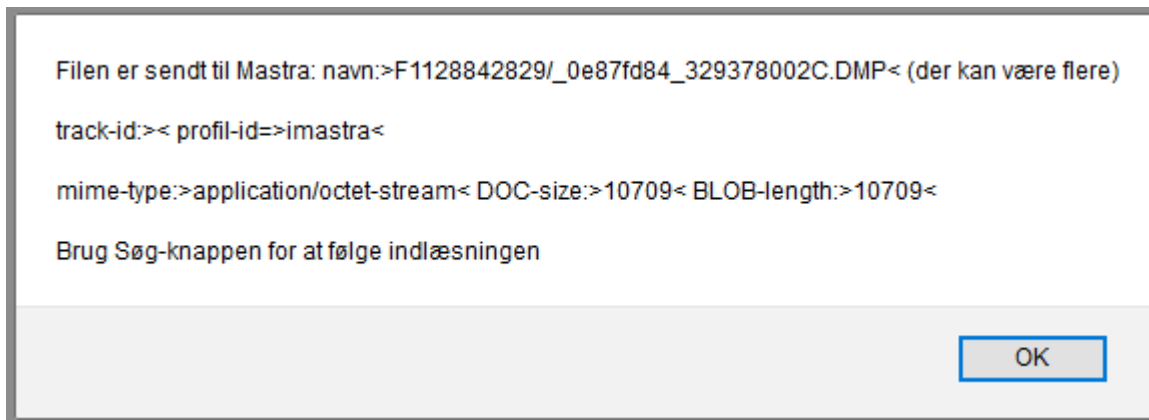 Filen er sendt til Mastra: navn:>F1128842829/_0e87fd84_329378002C.DMP< (der kan være flere)
track-id:>< profil-id=>imastra<
mime-type:>application/octet-stream< DOC-size:>10709< BLOB-length:>10709<
Brug Søg-knappen for at følge indlæsningen
OK